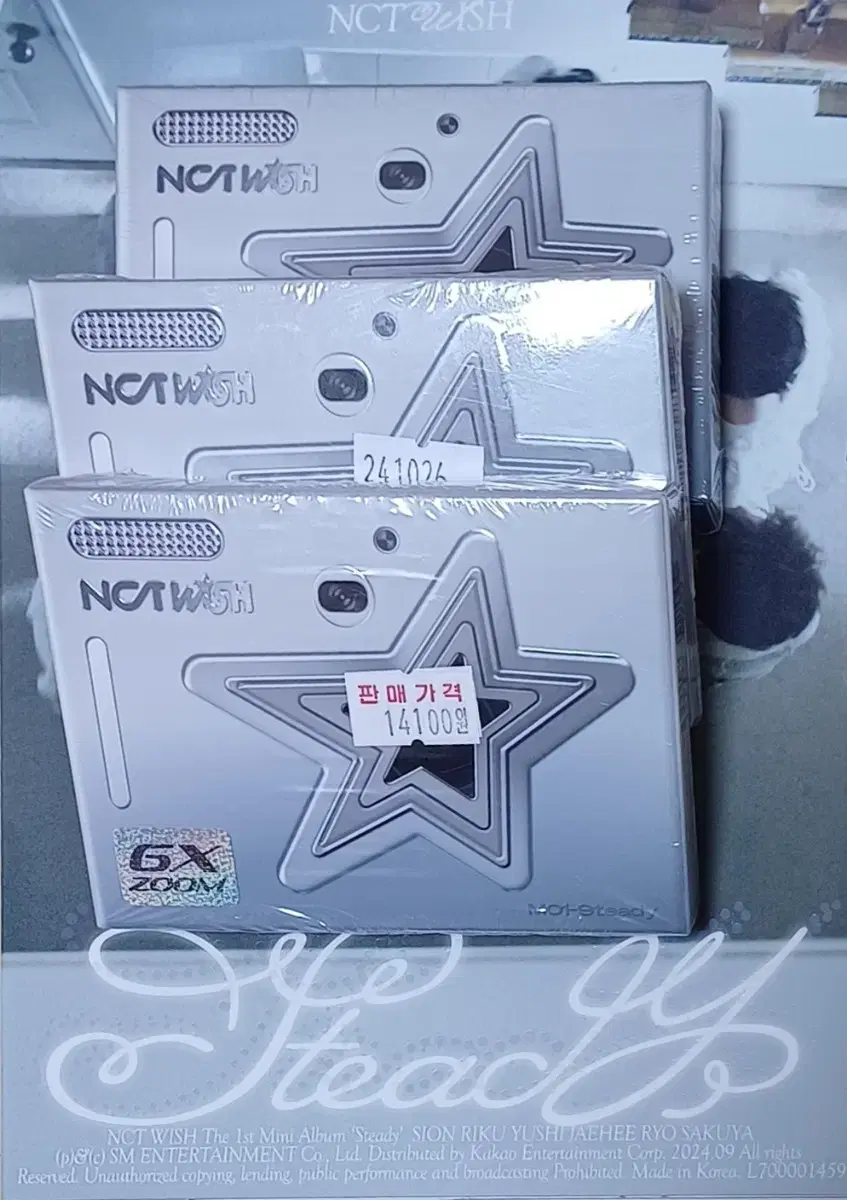 NCT WISH
NCT WISH
NCT WISH
241026
NCT WISH
판매가격
14100원
6X
ZOOM
M01-Steady
Steady
NCT WISH The 1st Mini Album 'Steady' SION RIKU YUSHI JAEHEE RYO SAKUYA
(p)&(c) SM ENTERTAINMENT Co., Ltd. Distributed by Kakao Entertainment Corp. 2024.09 All rights
Reserved. Unauthorized copying, lending, public performance and broadcasting Prohibited. Made in Korea. L700001459